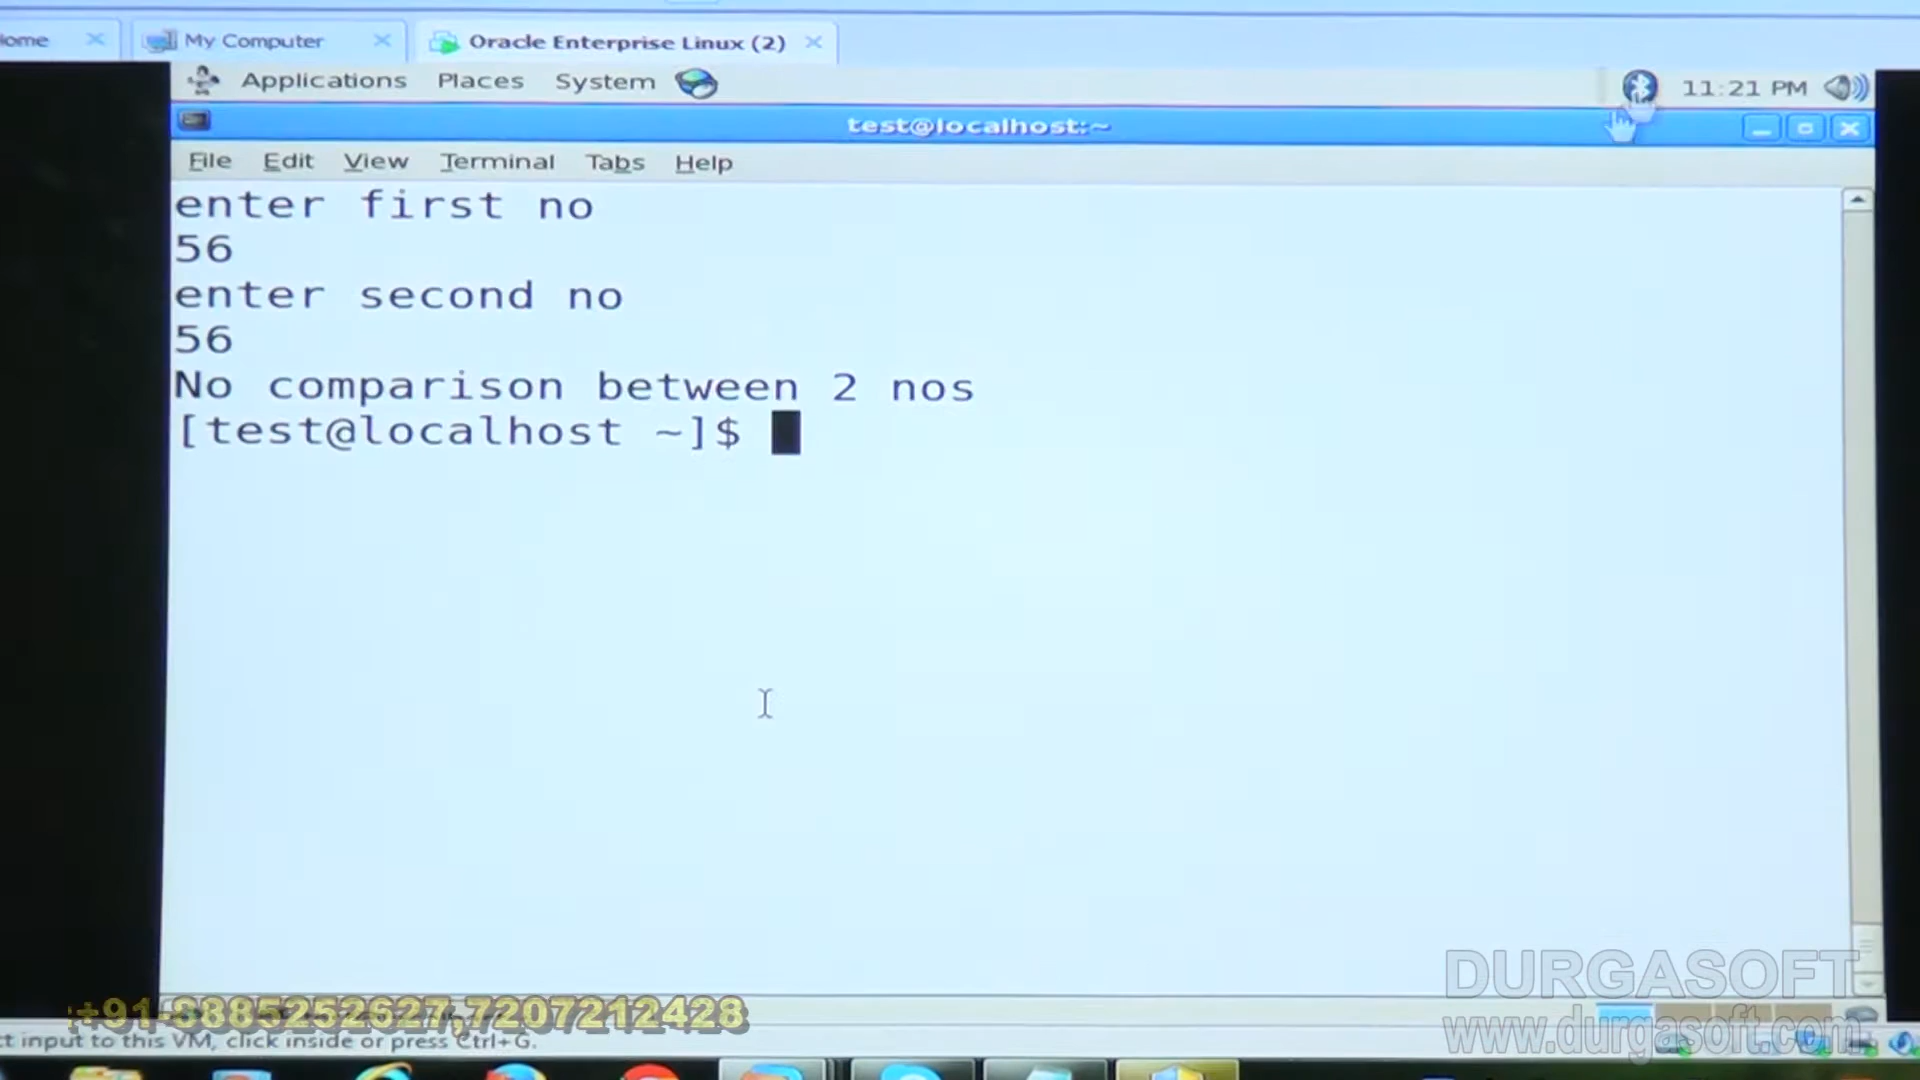 ome
My Computer
Oracle Enterprise Linux (2)
Applications Places System
11:21 PM
test@localhost:~
File Edit View Terminal Tabs Help
enter first no
56
enter second no
56
No comparison between 2 nos
[test@localhost ~]$
DURGASOFT
+91-8885252627,7207212428
www.durgasoft.com
t input to this VM, click inside or press Ctrl+G.